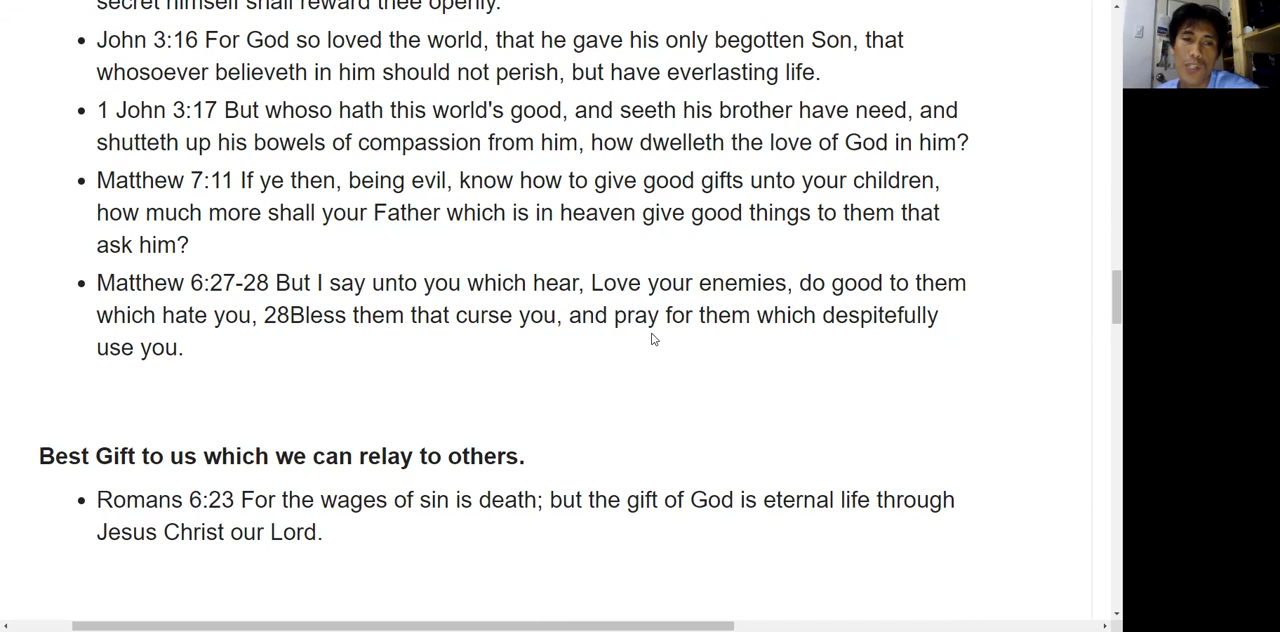 secret himself shall reward thee openly.
• John 3:16 For God so loved the world, that he gave his only begotten Son, that
whosoever believeth in him should not perish, but have everlasting life.
• 1 John 3:17 But whoso hath this world's good, and seeth his brother have need, and
shutteth up his bowels of compassion from him, how dwelleth the love of God in him?
• Matthew 7:11 If ye then, being evil, know how to give good gifts unto your children,
how much more shall your Father which is in heaven give good things to them that
ask him?
• Matthew 6:27-28 But I say unto you which hear, Love your enemies, do good to them
which hate you, 28Bless them that curse you, and pray for them which despitefully
use you.
Best Gift to us which we can relay to others.
• Romans 6:23 For the wages of sin is death; but the gift of God is eternal life through
Jesus Christ our Lord.